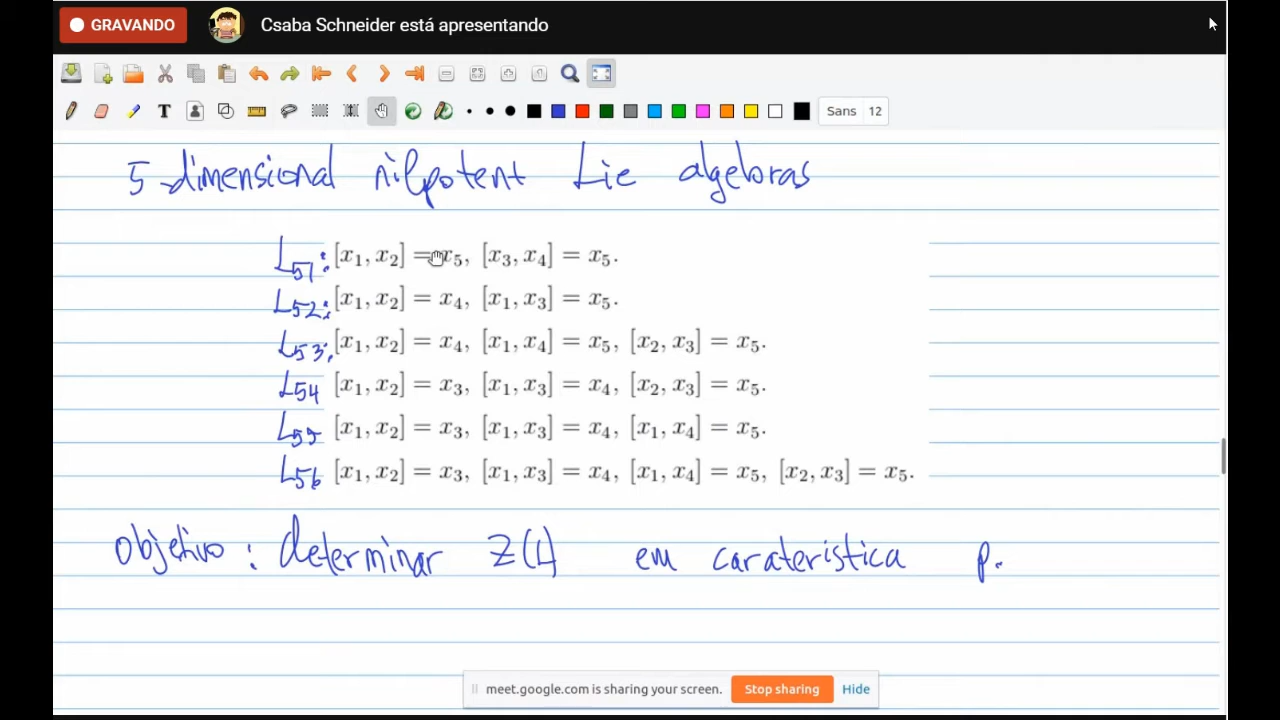 GRAVANDO Csaba Schneider está apresentando
T Sans 12
5-dimensional nilpotent Lie algebras
L51: [x1, x2] = x5, [x3, x4] = x5.
L52: [x1, x2] = x4, [x1, x3] = x5.
L53: [x1, x2] = x4, [x1, x4] = x5, [x2, x3] = x5.
L54 [x1, x2] = x3, [x1, x3] = x4, [x2, x3] = x5.
L55 [x1, x2] = x3, [x1, x3] = x4, [x1, x4] = x5.
L56 [x1, x2] = x3, [x1, x3] = x4, [x1, x4] = x5, [x2, x3] = x5.
Objetivo: determinar Z(L) em caraterística p.
meet.google.com is sharing your screen. Stop sharing Hide